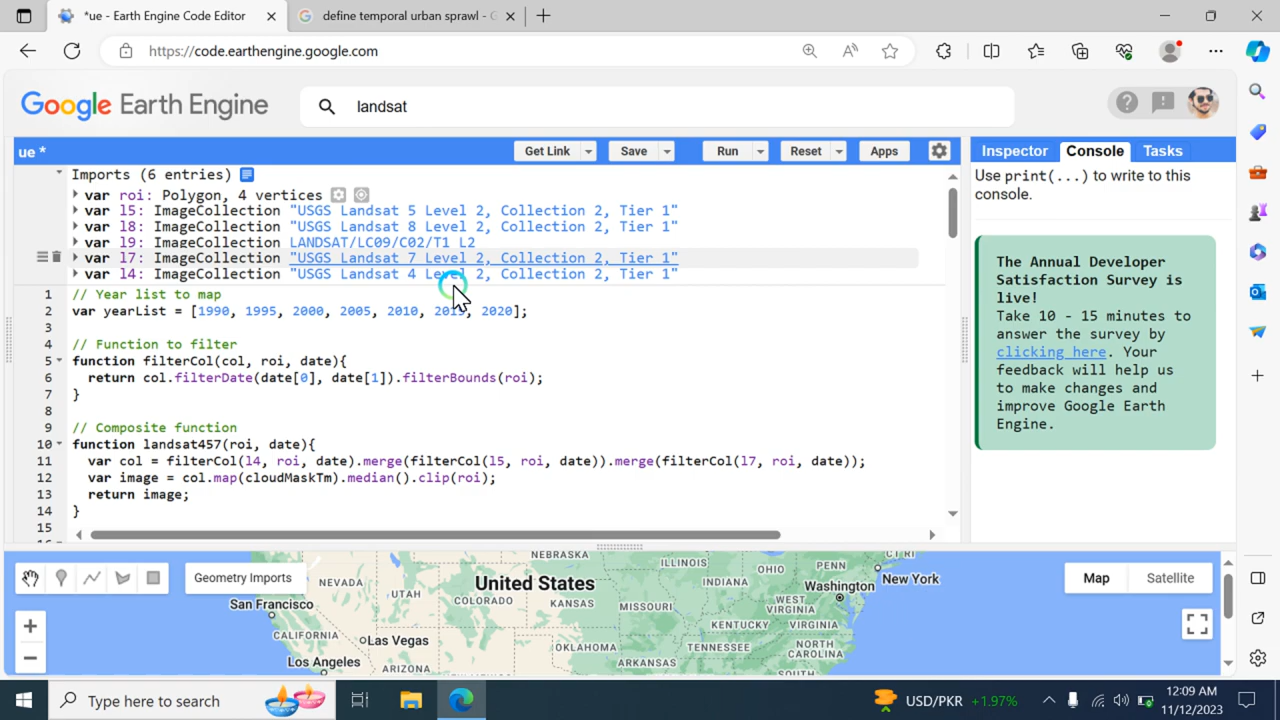 *ue - Earth Engine Code Editor
define temporal urban sprawl - G
https://code.earthengine.google.com
Google Earth Engine
landsat
ue *
Get Link
Save
Run
Reset
Apps
Inspector
Console
Tasks
Imports (6 entries)
var roi: Polygon, 4 vertices
var l5: ImageCollection "USGS Landsat 5 Level 2, Collection 2, Tier 1"
var l8: ImageCollection "USGS Landsat 8 Level 2, Collection 2, Tier 1"
var l9: ImageCollection LANDSAT/LC09/C02/T1_L2
var l7: ImageCollection "USGS Landsat 7 Level 2, Collection 2, Tier 1"
var l4: ImageCollection "USGS Landsat 4 Level 2, Collection 2, Tier 1"
1 // Year list to map
2 var yearList = [1990, 1995, 2000, 2005, 2010, 2015, 2020];
3
4 // Function to filter
5 function filterCol(col, roi, date){
6 return col.filterDate(date[0], date[1]).filterBounds(roi);
7 }
8
9 // Composite function
10 function landsat457(roi, date){
11 var col = filterCol(l4, roi, date).merge(filterCol(l5, roi, date)).merge(filterCol(l7, roi, date));
12 var image = col.map(cloudMaskTm).median().clip(roi);
13 return image;
14 }
15
Use print(...) to write to this
console.
The Annual Developer
Satisfaction Survey is
live!
Take 10 - 15 minutes to
answer the survey by
clicking here. Your
feedback will help us
to make changes and
improve Google Earth
Engine.
Geometry Imports
Map
Satellite
NEBRASKA
ILLINOIS
PENN
CT RI
New York
United States
INDIANA
OHIO
Washington
NEVADA
UTAH
COLORADO
KANSAS
MISSOURI
WEST
VIRGINIA
San Francisco
KENTUCKY
VIRGINIA
CALIFORNIA
Las Vegas
OKLAHOMA
TENNESSEE
NORTH
CAROLINA
Los Angeles
ARIZONA
ARKANSAS
Type here to search
USD/PKR +1.97%
12:09 AM
11/12/2023